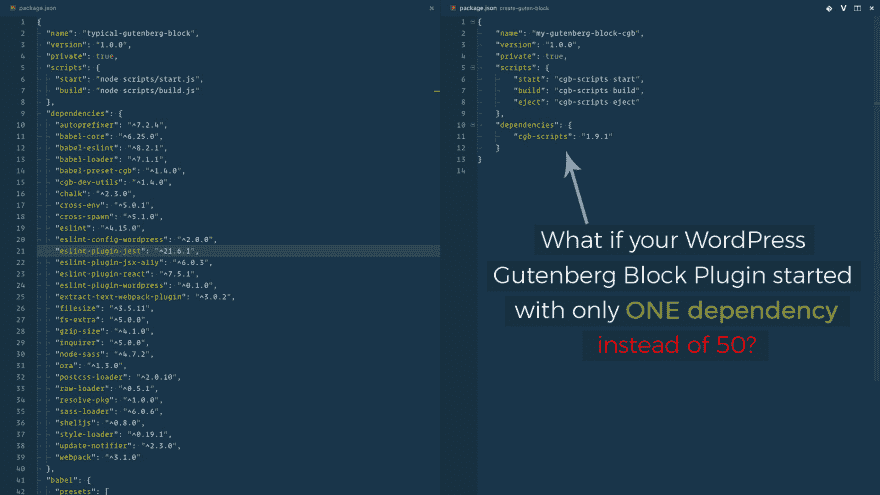 package.json
1 {
2 "name": "typical-gutenberg-block",
3 "version": "1.0.0",
4 "private": true,
5 "scripts": {
6 "start": "node scripts/start.js",
7 "build": "node scripts/build.js"
8 },
9 "dependencies": {
10 "autoprefixer": "^7.2.4",
11 "babel-core": "^6.25.0",
12 "babel-eslint": "^8.2.1",
13 "babel-loader": "^7.1.1",
14 "babel-preset-cgb": "^1.4.0",
15 "cgb-dev-utils": "^1.4.0",
16 "chalk": "^2.3.0",
17 "cross-env": "^5.0.1",
18 "cross-spawn": "^5.1.0",
19 "eslint": "^4.15.0",
20 "eslint-config-wordpress": "^2.0.0",
21 "eslint-plugin-jest": "^21.6.1",
22 "eslint-plugin-jsx-a11y": "^6.0.3",
23 "eslint-plugin-react": "^7.5.1",
24 "eslint-plugin-wordpress": "^0.1.0",
25 "extract-text-webpack-plugin": "^3.0.2",
26 "filesize": "^3.5.11",
27 "fs-extra": "^5.0.0",
28 "gzip-size": "^4.1.0",
29 "inquirer": "^5.0.0",
30 "node-sass": "^4.7.2",
31 "ora": "^1.3.0",
32 "postcss-loader": "^2.0.10",
33 "raw-loader": "^0.5.1",
34 "resolve-pkg": "^1.0.0",
35 "sass-loader": "^6.0.6",
36 "shelljs": "^0.8.0",
37 "style-loader": "^0.19.1",
38 "update-notifier": "^2.3.0",
39 "webpack": "^3.1.0"
40 },
41 "babel": {
42 "presets": [
package.json create-guten-block
1 {
2 "name": "my-gutenberg-block-cgb",
3 "version": "1.0.0",
4 "private": true,
5 "scripts": {
6 "start": "cgb-scripts start",
7 "build": "cgb-scripts build",
8 "eject": "cgb-scripts eject"
9 },
10 "dependencies": {
11 "cgb-scripts": "1.9.1"
12 }
13 }
14
What if your WordPress
Gutenberg Block Plugin started
with only ONE dependency
instead of 50?